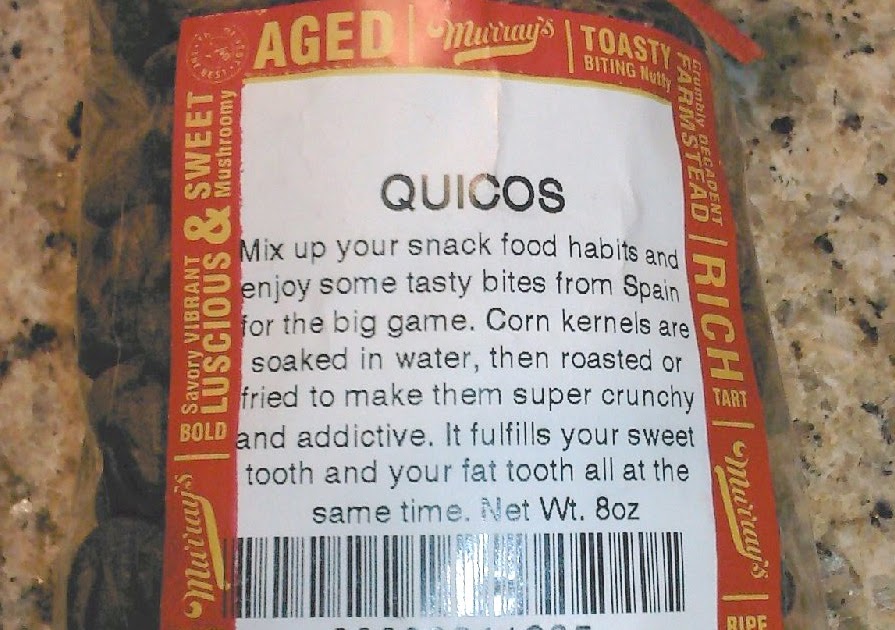 AGED
Murray's
TOASTY
BITING Nutty
Crumbly DECADENT
FARMSTEAD
RICH
TART
Murray's
RIPE
Savory VIBRANT Mushroomy
BOLD LUSCIOUS & SWEET
Murray's
QUICOS
Mix up your snack food habits and
enjoy some tasty bites from Spain
for the big game. Corn kernels are
soaked in water, then roasted or
fried to make them super crunchy
and addictive. It fulfills your sweet
tooth and your fat tooth all at the
same time. Net Wt. 8oz